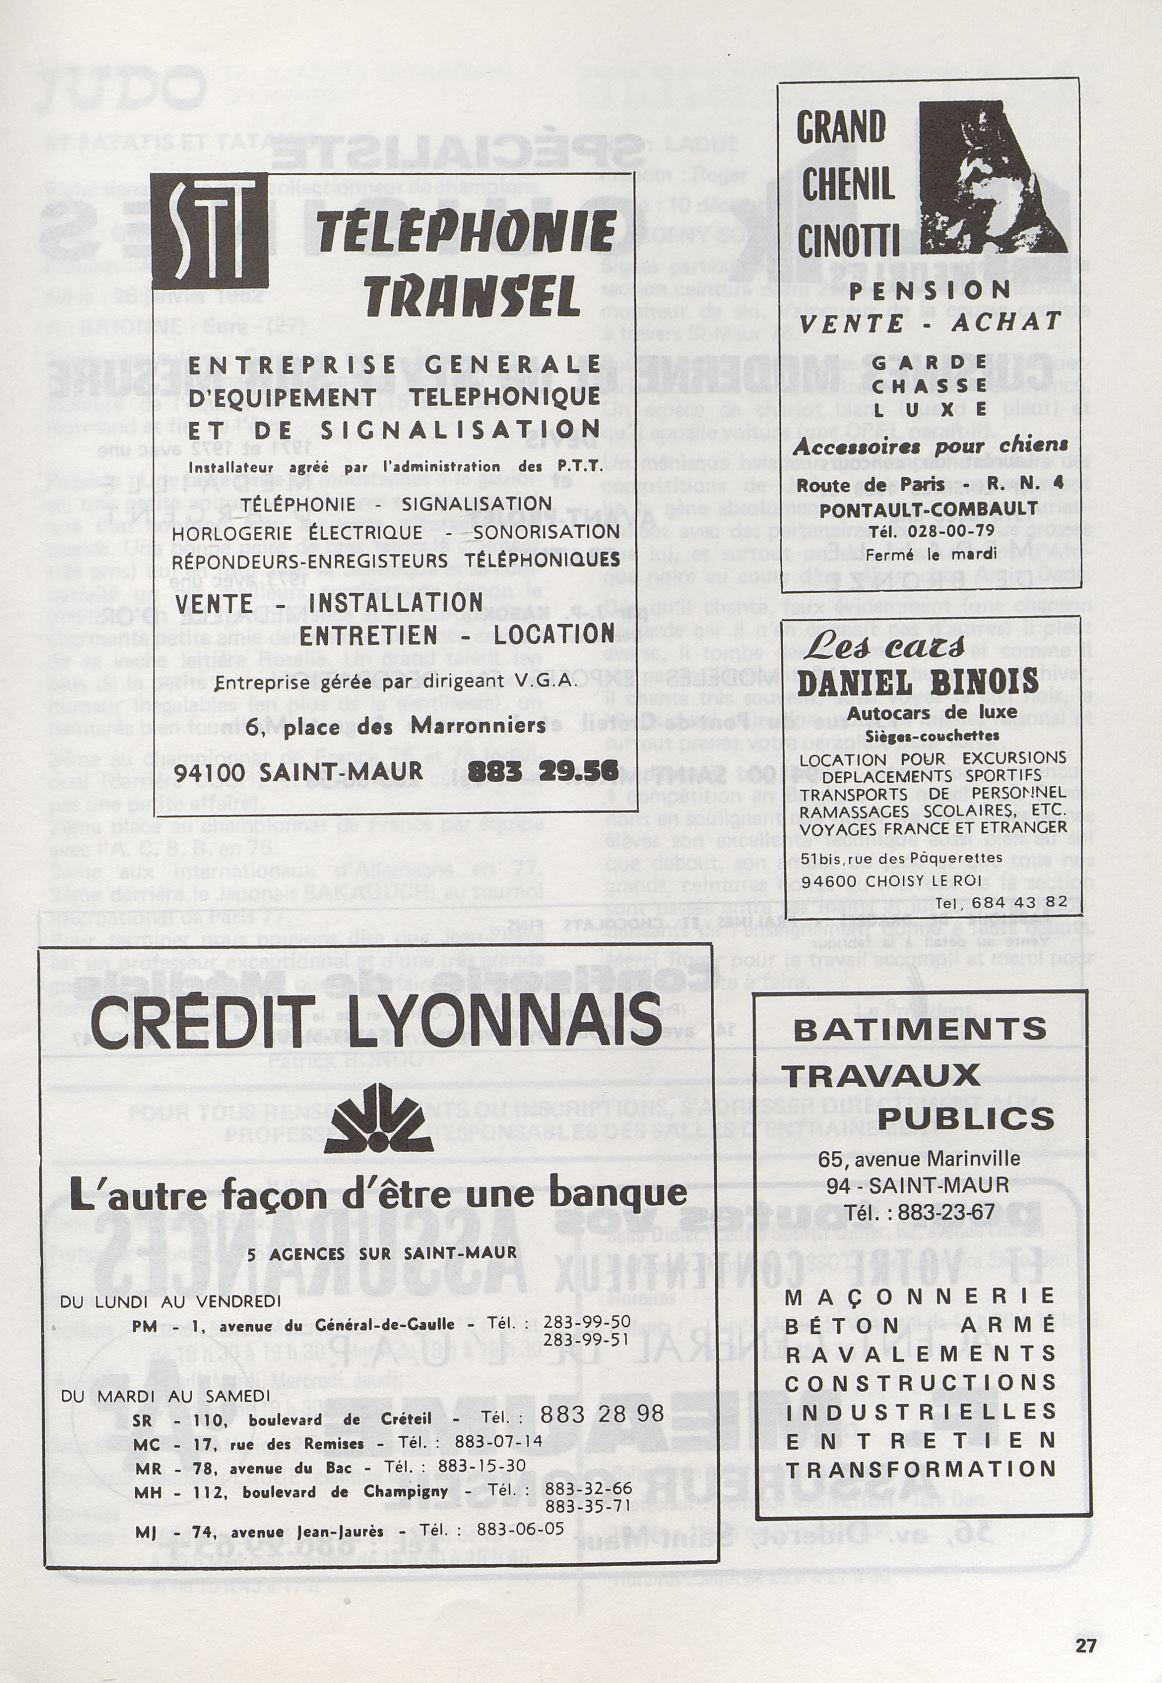 STT
TÉLÉPHONIE
TRANSEL
ENTREPRISE GENERALE
D'EQUIPEMENT TELEPHONIQUE
ET DE SIGNALISATION
Installateur agréé par l'administration des P.T.T.
TÉLÉPHONIE - SIGNALISATION
HORLOGERIE ÉLECTRIQUE - SONORISATION
RÉPONDEURS-ENREGISTEURS TÉLÉPHONIQUES
VENTE - INSTALLATION
ENTRETIEN - LOCATION
Entreprise gérée par dirigeant V.G.A.
6, place des Marronniers
94100 SAINT-MAUR 883 29.56
GRAND
CHENIL
CINOTTI
PENSION
VENTE - ACHAT
GARDE
CHASSE
LUXE
Accessoires pour chiens
Route de Paris - R. N. 4
PONTAULT-COMBAULT
Tél. 028-00-79
Fermé le mardi
Les cars
DANIEL BINOIS
Autocars de luxe
Sièges-couchettes
LOCATION POUR EXCURSIONS
DEPLACEMENTS SPORTIFS
TRANSPORTS DE PERSONNEL
RAMASSAGES SCOLAIRES, ETC.
VOYAGES FRANCE ET ETRANGER
51bis, rue des Pâquerettes
94600 CHOISY LE ROI
Tel, 684 43 82
CRÉDIT LYONNAIS
L'autre façon d'être une banque
5 AGENCES SUR SAINT-MAUR
DU LUNDI AU VENDREDI
PM - 1, avenue du Général-de-Gaulle - Tél. : 283-99-50
283-99-51
DU MARDI AU SAMEDI
SR - 110, boulevard de Créteil - Tél. : 883 28 98
MC - 17, rue des Remises - Tél. : 883-07-14
MR - 78, avenue du Bac - Tél. : 883-15-30
MH - 112, boulevard de Champigny - Tél. : 883-32-66
883-35-71
MJ - 74, avenue Jean-Jaurès - Tél. : 883-06-05
BATIMENTS
TRAVAUX
PUBLICS
65, avenue Marinville
94 - SAINT-MAUR
Tél. : 883-23-67
MAÇONNERIE
BÉTON ARMÉ
RAVALEMENTS
CONSTRUCTIONS
INDUSTRIELLES
ENTRETIEN
TRANSFORMATION
27